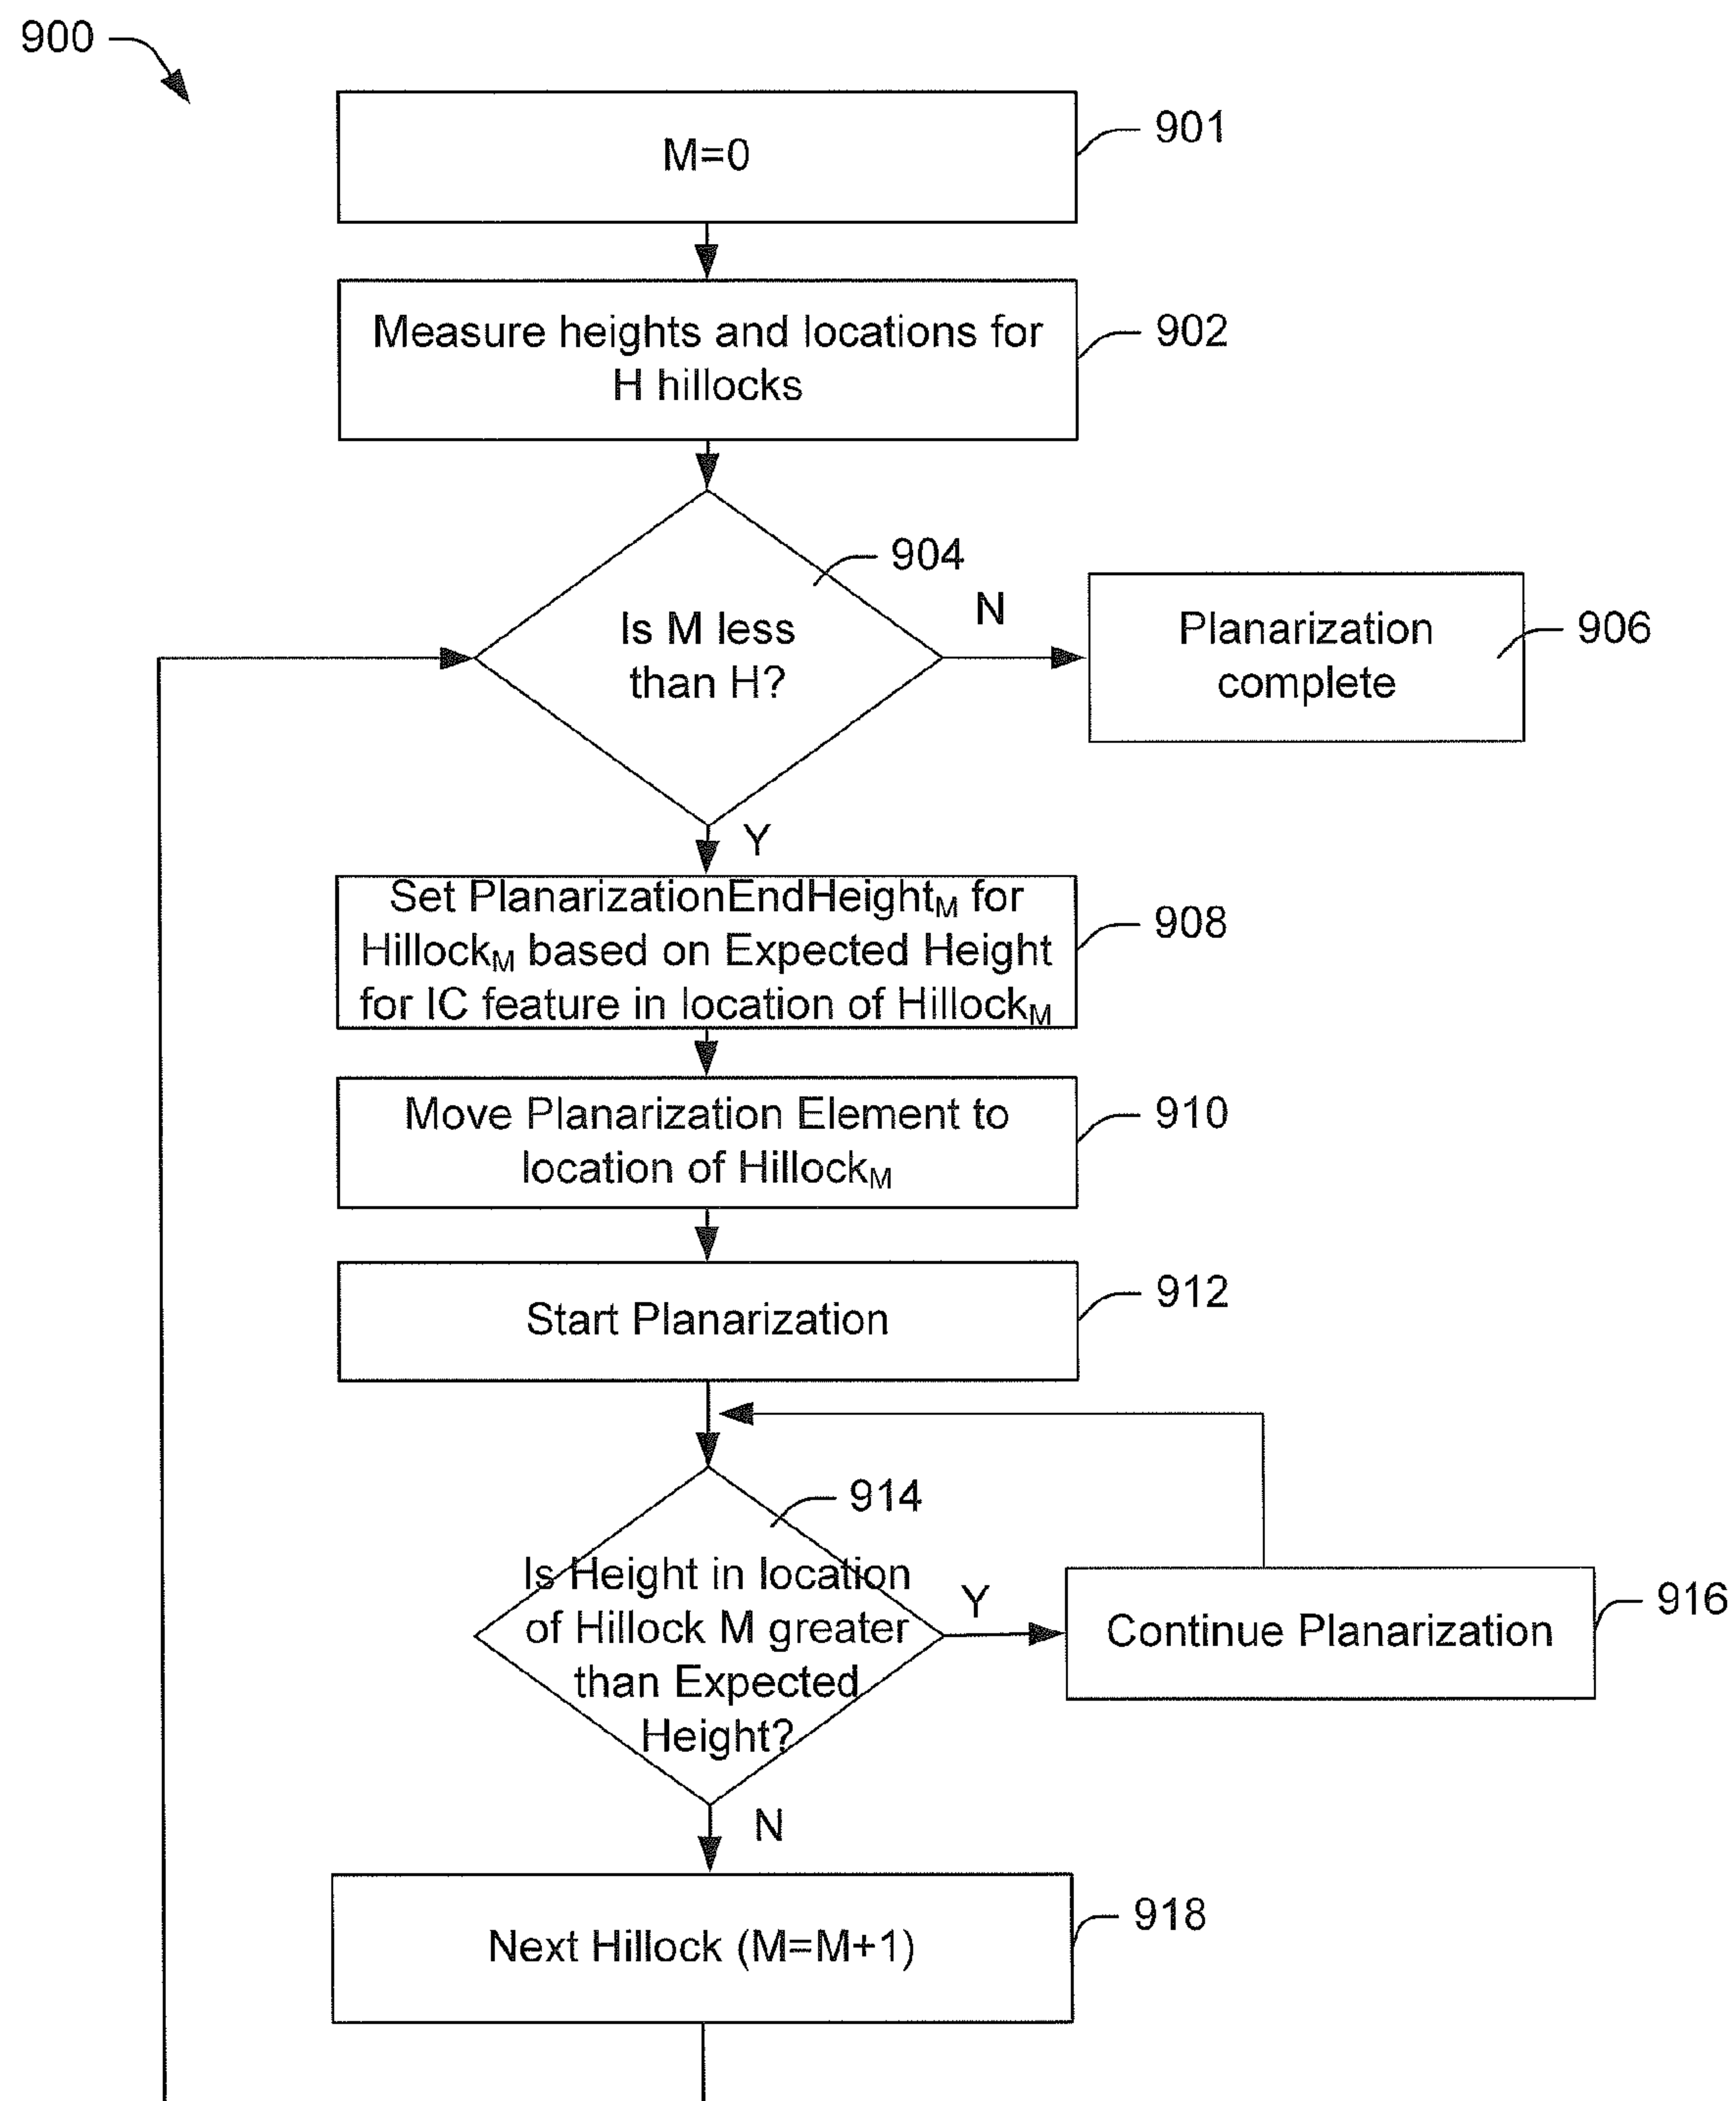 900
M=0
901
Measure heights and locations for
H hillocks
902
904
Is M less
than H?
N
Planarization
complete
906
Y
Set PlanarizationEndHeightM for
HillockM based on Expected Height
for IC feature in location of HillockM
908
Move Planarization Element to
location of HillockM
910
Start Planarization
912
914
Is Height in location
of Hillock M greater
than Expected
Height?
Y
Continue Planarization
916
N
Next Hillock (M=M+1)
918